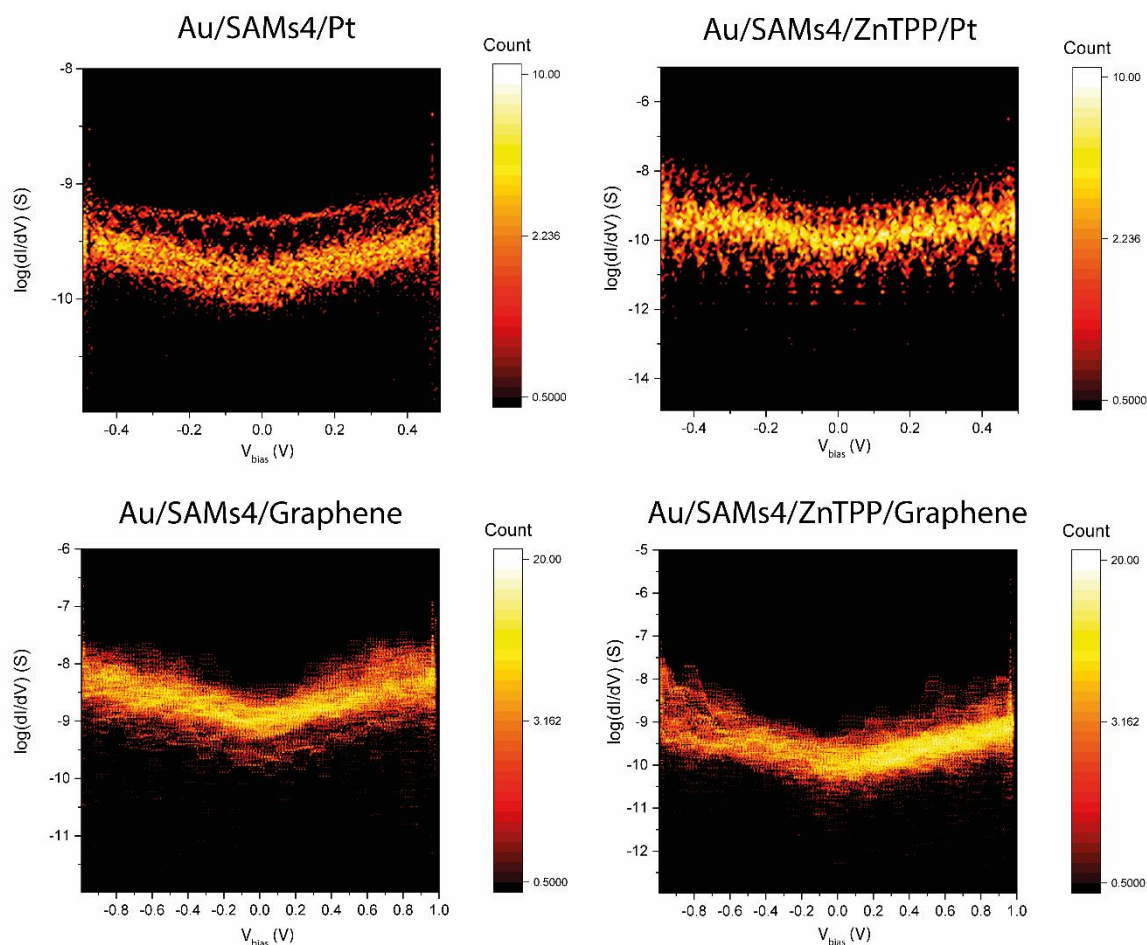 Au/SAMs4/Pt
Count
-8
-9
-10
log(dI/dV) (S)
10.00
2.236
0.5000
-0.4 -0.2 0.0 0.2 0.4
Vbias (V)
Au/SAMs4/ZnTPP/Pt
Count
-6
-8
-10
-12
-14
log(dI/dV) (S)
10.00
2.239
0.5000
-0.4 -0.2 0.0 0.2 0.4
Vbias (V)
Au/SAMs4/Graphene
Count
-6
-7
-8
-9
-10
-11
log(dI/dV) (S)
20.00
3.162
0.5000
-0.8 -0.6 -0.4 -0.2 0.0 0.2 0.4 0.6 0.8 1.0
Vbias (V)
Au/SAMs4/ZnTPP/Graphene
Count
-5
-6
-7
-8
-9
-10
-11
-12
log(dI/dV) (S)
20.00
3.162
0.5000
-0.8 -0.6 -0.4 -0.2 0.0 0.2 0.4 0.6 0.8 1.0
Vbias (V)